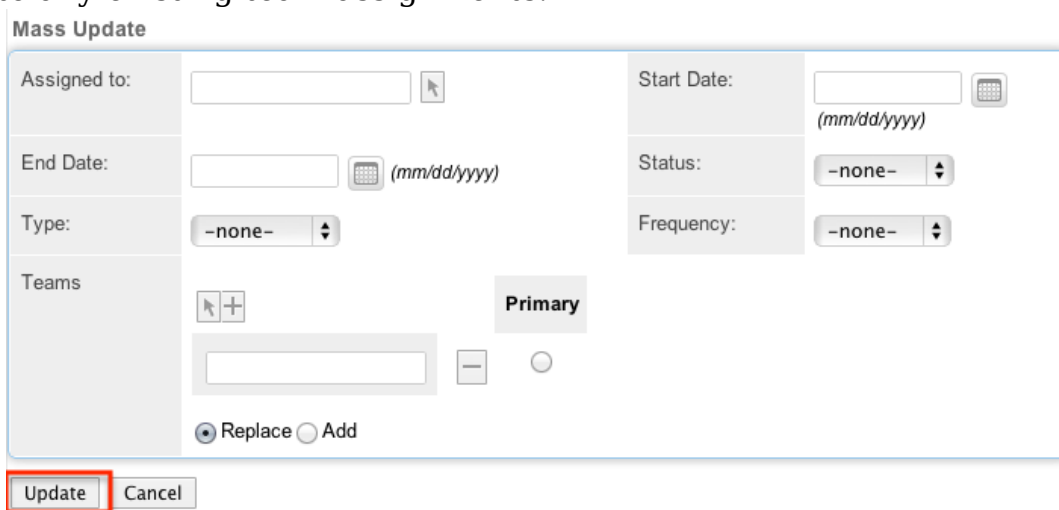 Mass Update
Assigned to:
Start Date:
(mm/dd/yyyy)
End Date:
(mm/dd/yyyy)
Status:
-none-
Type:
-none-
Frequency:
-none-
Teams
Primary
Replace Add
Update Cancel